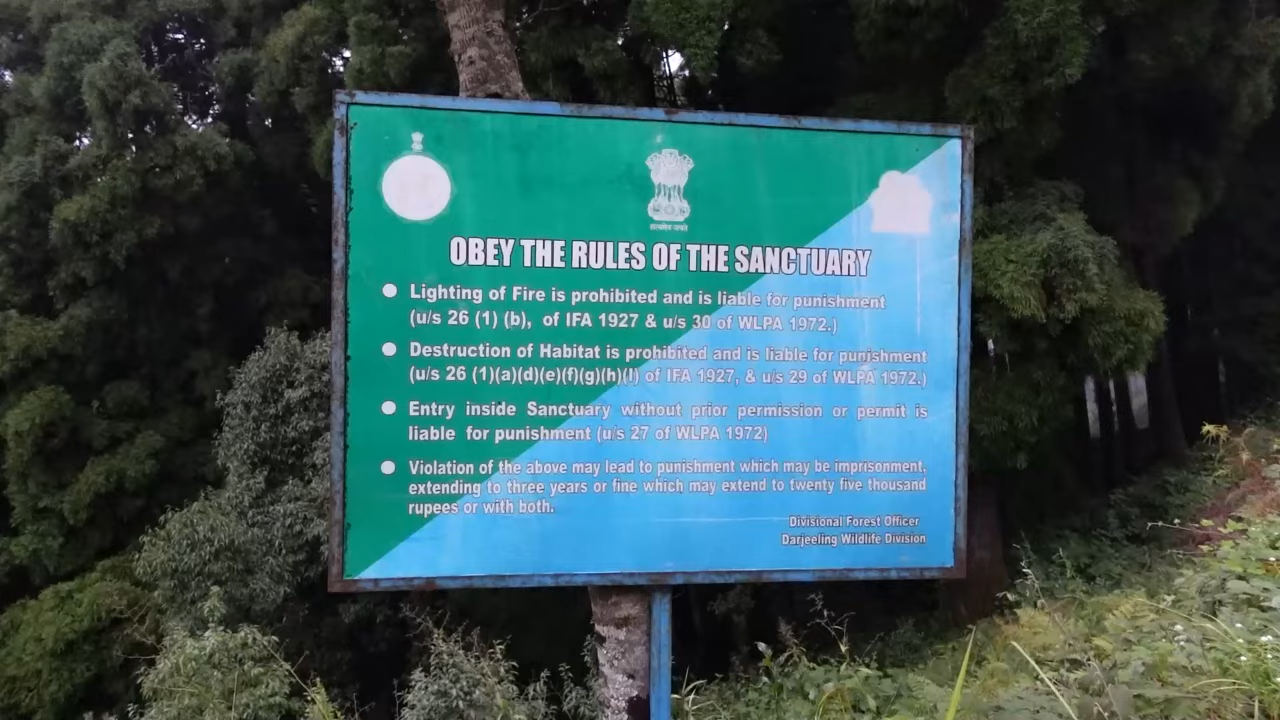 सत्यमेव जयते
OBEY THE RULES OF THE SANCTUARY
Lighting of Fire is prohibited and is liable for punishment
(u/s 26 (1) (b), of IFA 1927 & u/s 30 of WLPA 1972.)
Destruction of Habitat is prohibited and is liable for punishment
(u/s 26 (1)(a)(d)(e)(f)(g)(h)(I) of IFA 1927, & u/s 29 of WLPA 1972.)
Entry inside Sanctuary without prior permission or permit is
liable for punishment (u/s 27 of WLPA 1972)
Violation of the above may lead to punishment which may be imprisonment,
extending to three years or fine which may extend to twenty five thousand
rupees or with both.
Divisional Forest Officer
Darjeeling Wildlife Division